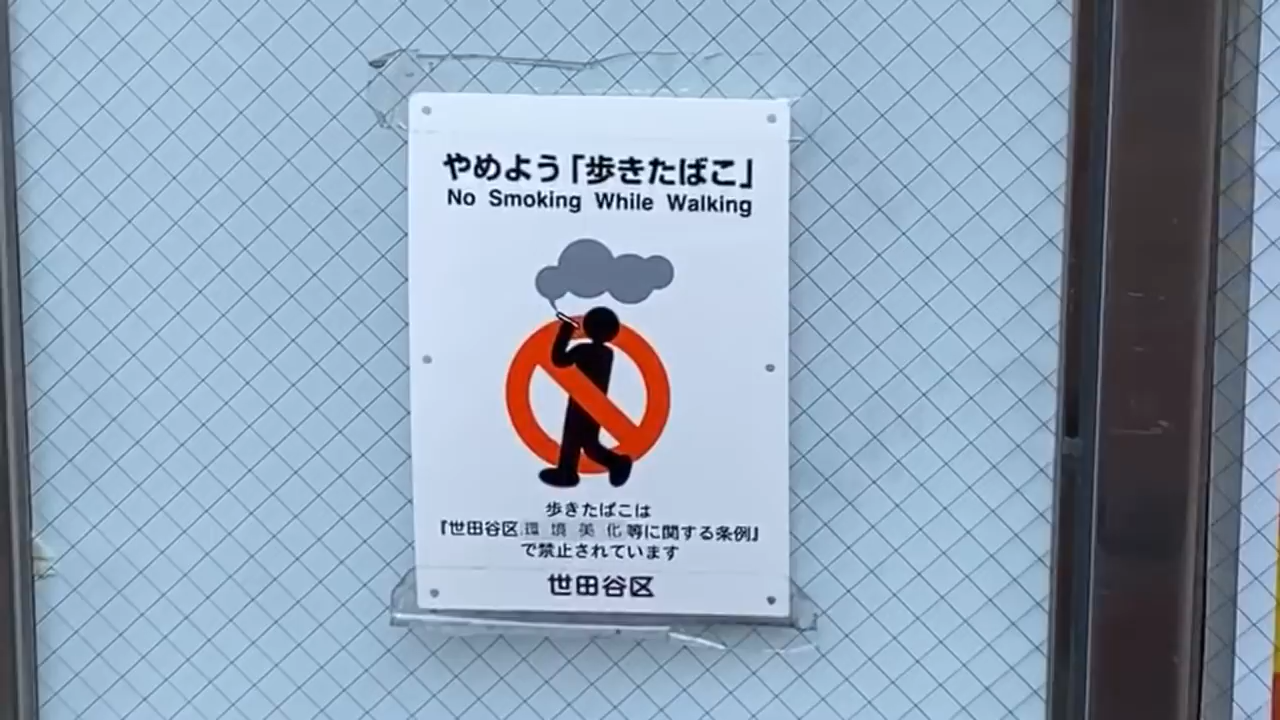 やめよう「歩きたばこ」
No Smoking While Walking
歩きたばこは
『世田谷区環境美化等に関する条例』
で禁止されています
世田谷区